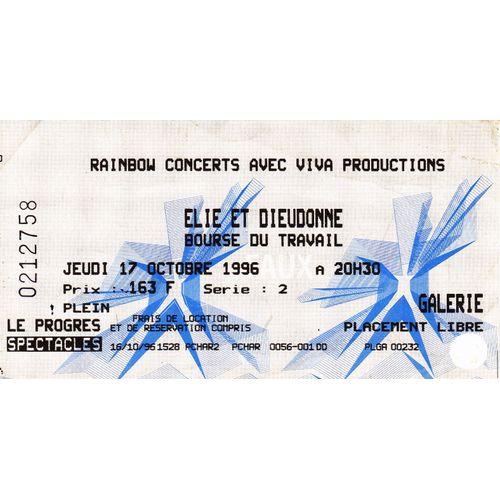 RAINBOW CONCERTS AVEC VIVA PRODUCTIONS
ELIE ET DIEUDONNE
BOURSE DU TRAVAIL
JEUDI 17 OCTOBRE 1996 A 20H30
Prix : 163 F Serie : 2
! PLEIN GALERIE
FRAIS DE LOCATION
LE PROGRES ET DE RESERVATION COMPRIS PLACEMENT LIBRE
SPECTACLES 16/10/96 1528 PCHAR2 PCHAR 0056-001 DD PLGA 00232
0212758